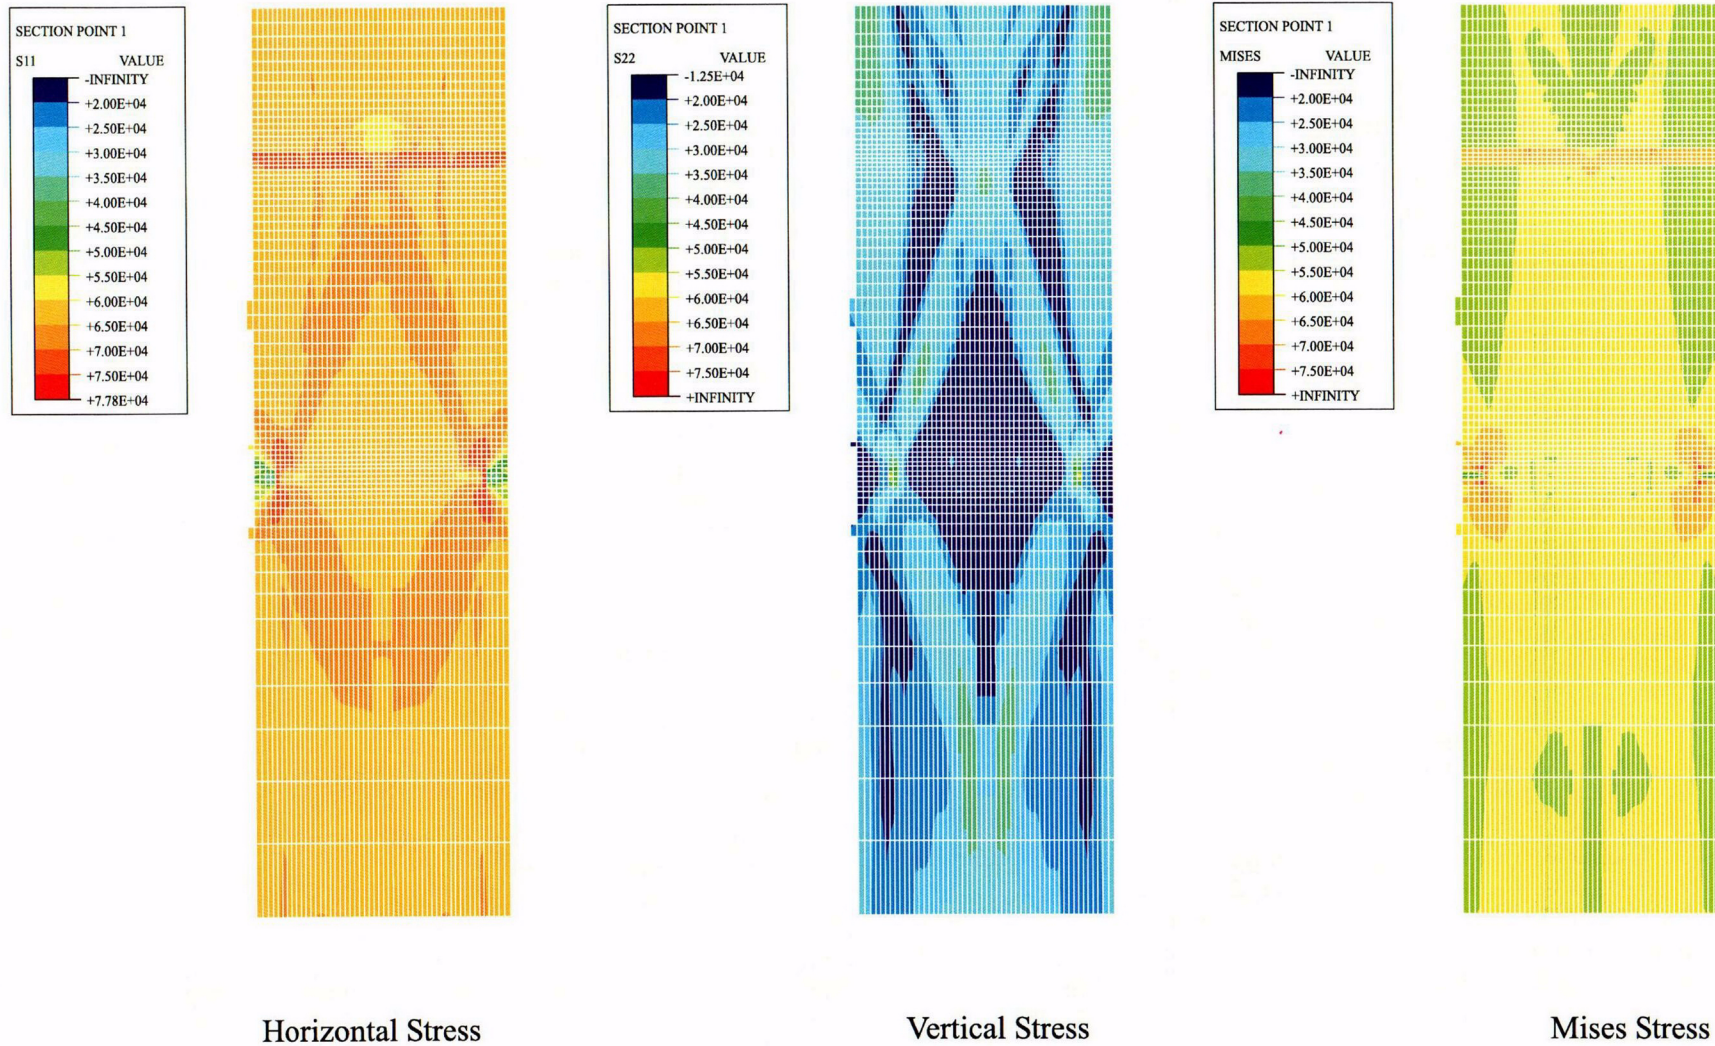 SECTION POINT 1
S11 VALUE
-INFINITY
+2.00E+04
+2.50E+04
+3.00E+04
+3.50E+04
+4.00E+04
+4.50E+04
+5.00E+04
+5.50E+04
+6.00E+04
+6.50E+04
+7.00E+04
+7.50E+04
+7.78E+04
Horizontal Stress
SECTION POINT 1
S22 VALUE
-1.25E+04
+2.00E+04
+2.50E+04
+3.00E+04
+3.50E+04
+4.00E+04
+4.50E+04
+5.00E+04
+5.50E+04
+6.00E+04
+6.50E+04
+7.00E+04
+7.50E+04
+INFINITY
Vertical Stress
SECTION POINT 1
MISES VALUE
-INFINITY
+2.00E+04
+2.50E+04
+3.00E+04
+3.50E+04
+4.00E+04
+4.50E+04
+5.00E+04
+5.50E+04
+6.00E+04
+6.50E+04
+7.00E+04
+7.50E+04
+INFINITY
Mises Stress